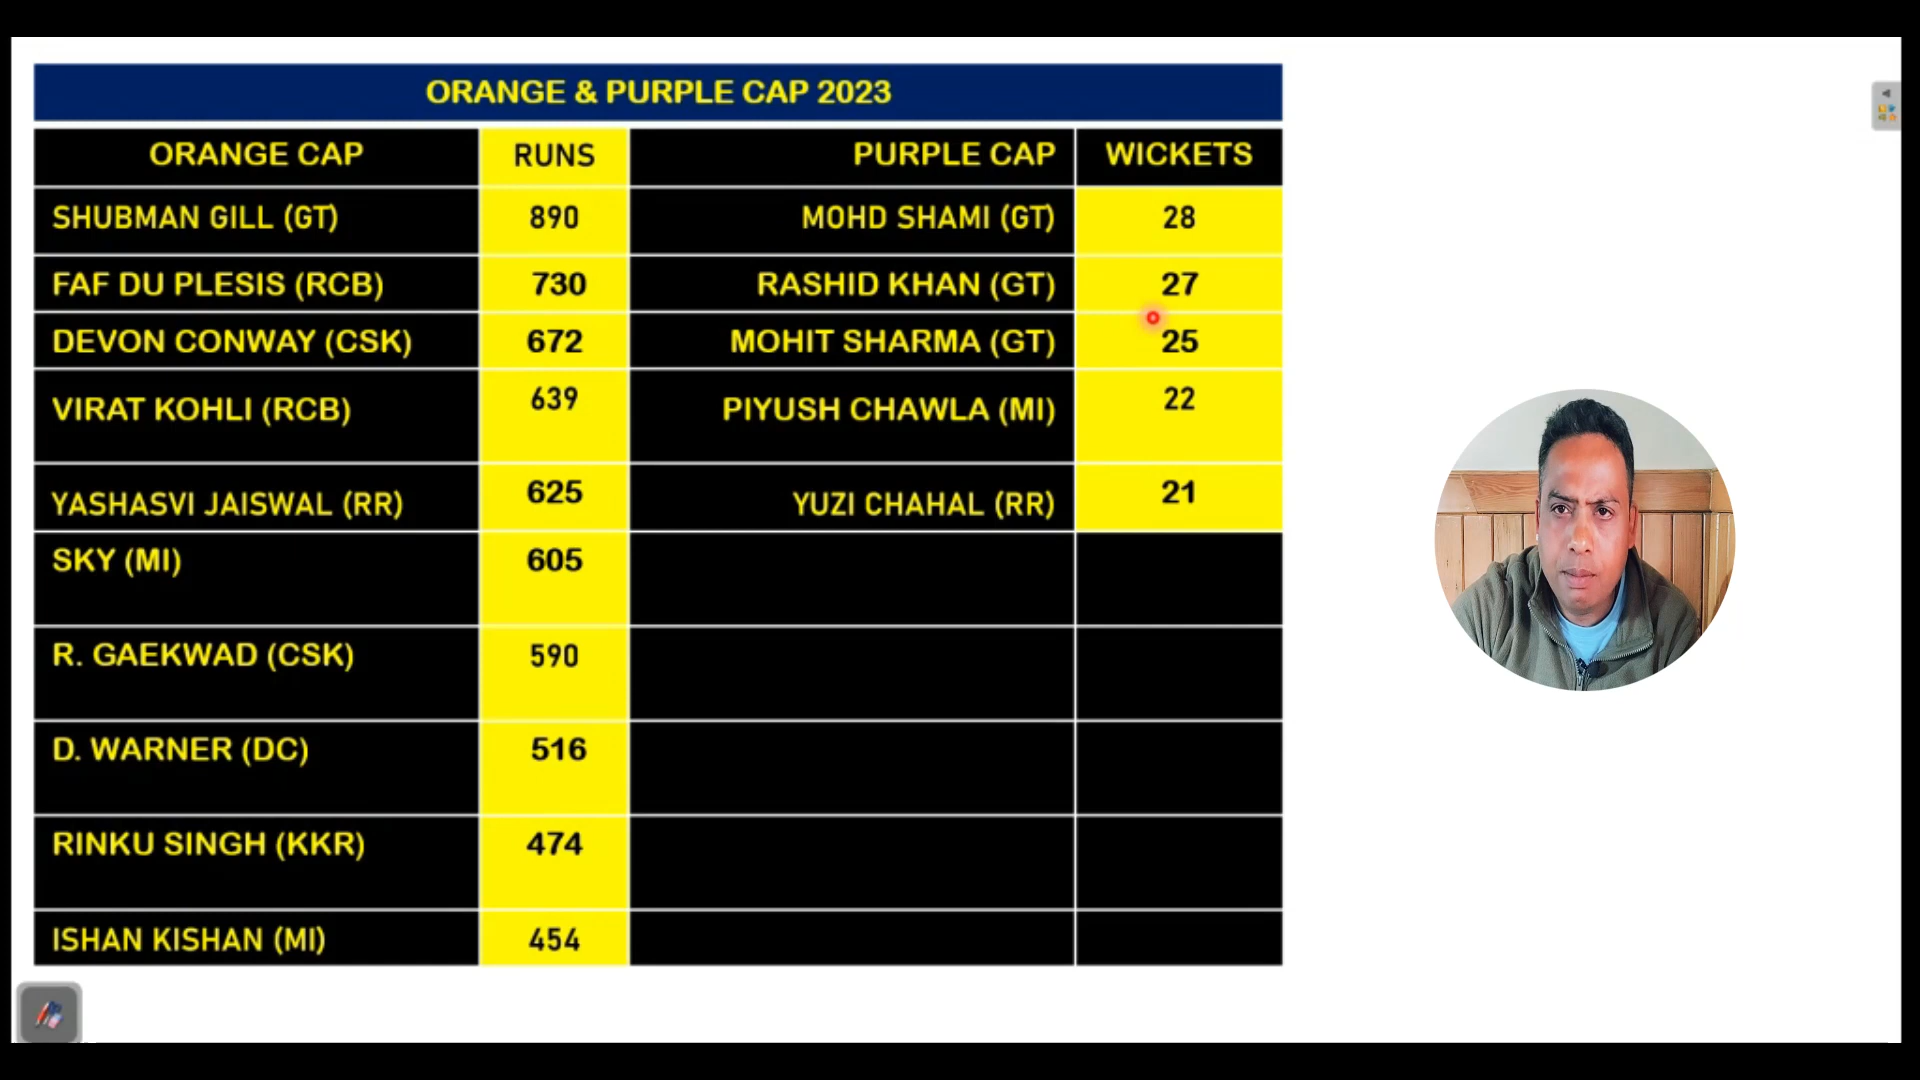 ORANGE & PURPLE CAP 2023
ORANGE CAP RUNS PURPLE CAP WICKETS
SHUBMAN GILL (GT) 890 MOHD SHAMI (GT) 28
FAF DU PLESIS (RCB) 730 RASHID KHAN (GT) 27
DEVON CONWAY (CSK) 672 MOHIT SHARMA (GT) 25
VIRAT KOHLI (RCB) 639 PIYUSH CHAWLA (MI) 22
YASHASVI JAISWAL (RR) 625 YUZI CHAHAL (RR) 21
SKY (MI) 605
R. GAEKWAD (CSK) 590
D. WARNER (DC) 516
RINKU SINGH (KKR) 474
ISHAN KISHAN (MI) 454